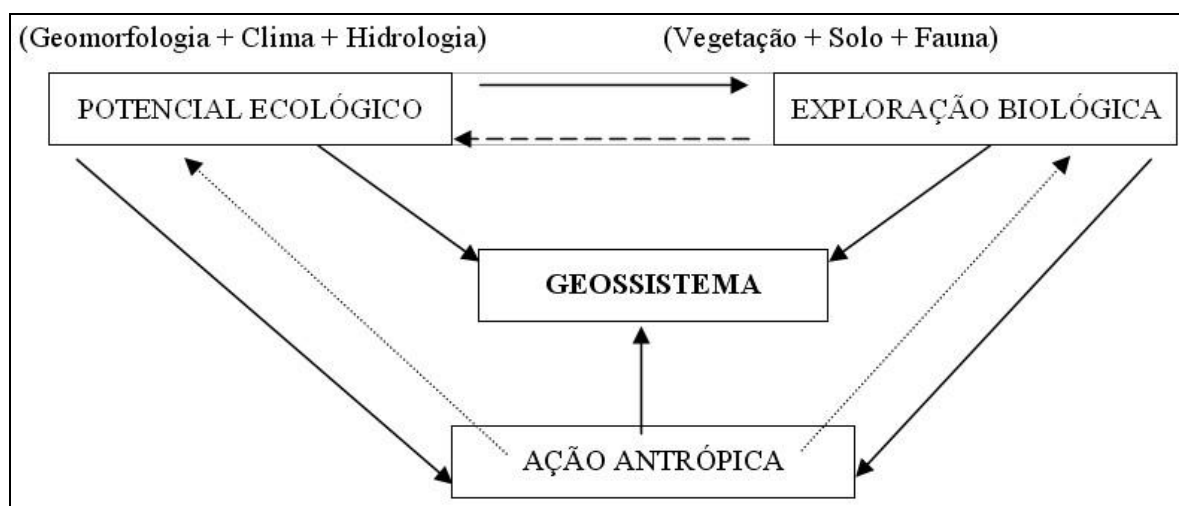 (Geomorfologia + Clima + Hidrologia)
(Vegetação + Solo + Fauna)
POTENCIAL ECOLÓGICO
EXPLORAÇÃO BIOLÓGICA
GEOSSISTEMA
AÇÃO ANTRÓPICA